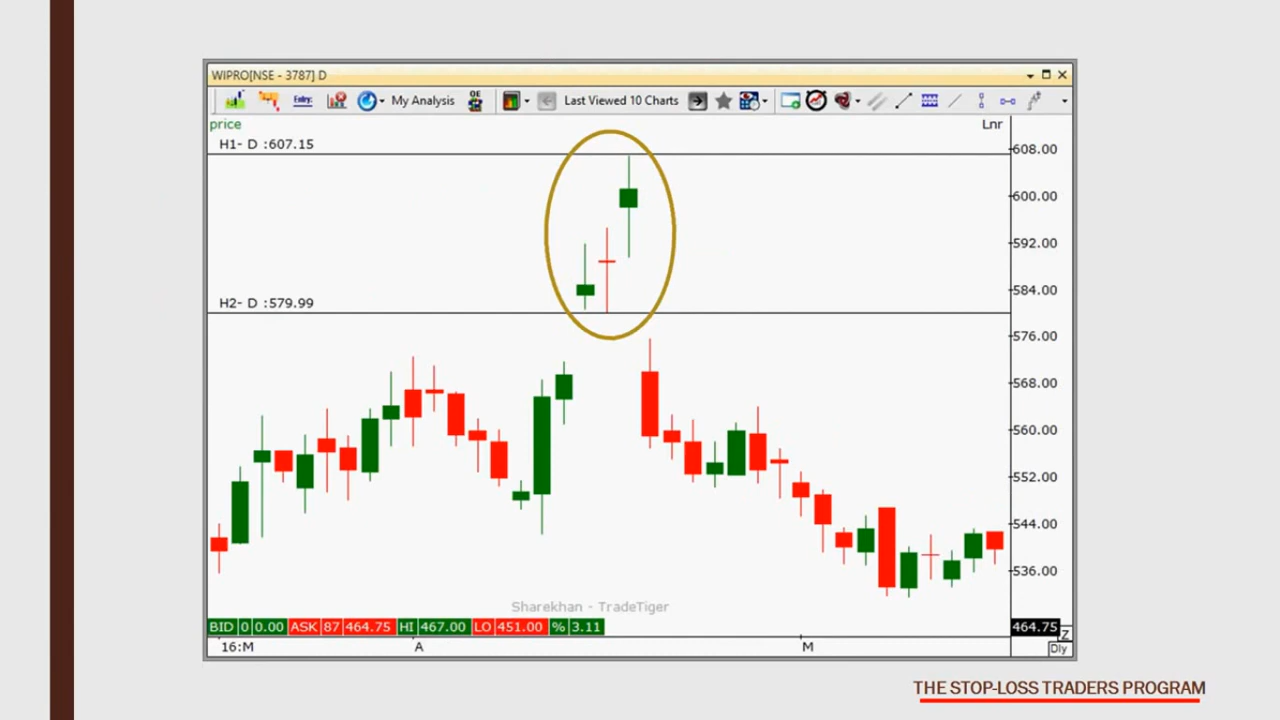 WIPRO[NSE - 3787] D
Entry: My Analysis OE Last Viewed 10 Charts
price Lnr
H1- D :607.15
608.00
600.00
592.00
584.00
H2- D :579.99
576.00
568.00
560.00
552.00
544.00
536.00
Sharekhan - TradeTiger
BID 0 0.00 ASK 87 464.75 HI 467.00 LO 451.00 % 3.11 464.75 Z
16:M A M Dly
THE STOP-LOSS TRADERS PROGRAM